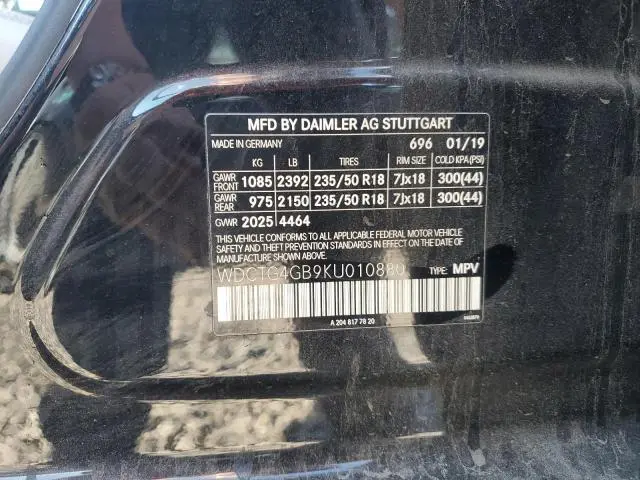 MFD BY DAIMLER AG STUTTGART
MADE IN GERMANY 696 01/19
KG LB TIRES RIM SIZE COLD KPA(PSI)
GAWR FRONT 1085 2392 235/50 R18 7Jx18 300(44)
GAWR REAR 975 2150 235/50 R18 7Jx18 300(44)
GVWR 2025 4464
THIS VEHICLE CONFORMS TO ALL APPLICABLE FEDERAL MOTOR VEHICLE
SAFETY, BUMPER, AND THEFT PREVENTION STANDARDS IN EFFECT ON THE
DATE OF MANUFACTURE SHOWN ABOVE.
WDCTG4GB9KU010880 TYPE: MPV
A 204 817 78 20